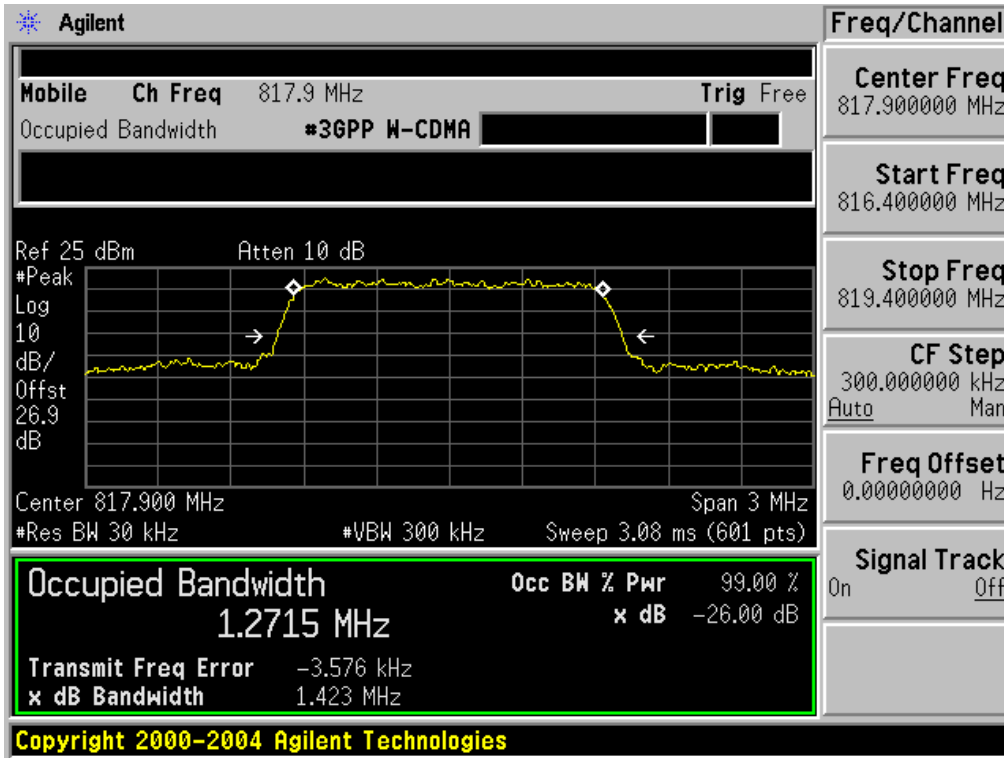 Agilent
Freq/Channel
Mobile Ch Freq 817.9 MHz Trig Free
Occupied Bandwidth #3GPP W-CDMA
Ref 25 dBm Atten 10 dB
#Peak
Log
10
dB/
Offst
26.9
dB
Center 817.900 MHz Span 3 MHz
#Res BW 30 kHz #VBW 300 kHz Sweep 3.08 ms (601 pts)
Occupied Bandwidth Occ BW % Pwr 99.00 %
1.2715 MHz x dB -26.00 dB
Transmit Freq Error -3.576 kHz
x dB Bandwidth 1.423 MHz
Copyright 2000-2004 Agilent Technologies
Center Freq
817.900000 MHz
Start Freq
816.400000 MHz
Stop Freq
819.400000 MHz
CF Step
300.000000 kHz
Auto Man
Freq Offset
0.00000000 Hz
Signal Track
On Off